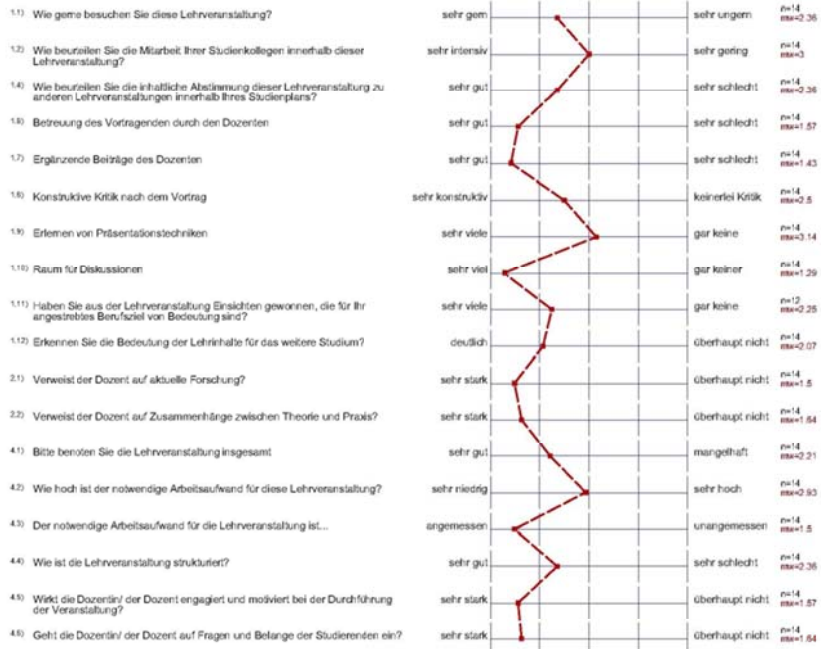 1.1) Wie gerne besuchen Sie diese Lehrveranstaltung? sehr gern sehr ungern n=14 mw=2.36
1.2) Wie beurteilen Sie die Mitarbeit Ihrer Studienkollegen innerhalb dieser Lehrveranstaltung? sehr intensiv sehr gering n=14 mw=3
1.4) Wie beurteilen Sie die inhaltliche Abstimmung dieser Lehrveranstaltung zu anderen Lehrveranstaltungen innerhalb Ihres Studienplans? sehr gut sehr schlecht n=14 mw=2.36
Betreuung des Vortragenden durch den Dozenten sehr gut sehr schlecht n=14 mw=1.57
1.7) Ergänzende Beiträge des Dozenten sehr gut sehr schlecht n=14 mw=1.43
Konstruktive Kritik nach dem Vortrag sehr konstruktiv keinerlei Kritik n=14 mw=2.5
1.9) Erlernen von Präsentationstechniken sehr viele gar keine n=14 mw=3.14
1.10) Raum für Diskussionen sehr viel gar keiner n=14 mw=1.29
1.11) Haben Sie aus der Lehrveranstaltung Einsichten gewonnen, die für Ihr angestrebtes Berufsziel von Bedeutung sind? sehr viele gar keine n=12 mw=2.25
1.12) Erkennen Sie die Bedeutung der Lehrinhalte für das weitere Studium? deutlich überhaupt nicht n=14 mw=2.07
2.1) Verweist der Dozent auf aktuelle Forschung? sehr stark überhaupt nicht n=14 mw=1.5
2.2) Verweist der Dozent auf Zusammenhänge zwischen Theorie und Praxis? sehr stark überhaupt nicht n=14 mw=1.64
4.1) Bitte benoten Sie die Lehrveranstaltung insgesamt sehr gut mangelhaft n=14 mw=2.21
4.2) Wie hoch ist der notwendige Arbeitsaufwand für diese Lehrveranstaltung? sehr niedrig sehr hoch n=14 mw=2.93
4.3) Der notwendige Arbeitsaufwand für die Lehrveranstaltung ist... angemessen unangemessen n=14 mw=1.5
4.4) Wie ist die Lehrveranstaltung strukturiert? sehr gut sehr schlecht n=14 mw=2.36
4.5) Wirkt die Dozentin/ der Dozent engagiert und motiviert bei der Durchführung der Veranstaltung? sehr stark überhaupt nicht n=14 mw=1.57
4.6) Geht die Dozentin/ der Dozent auf Fragen und Belange der Studierenden ein? sehr stark überhaupt nicht n=14 mw=1.64